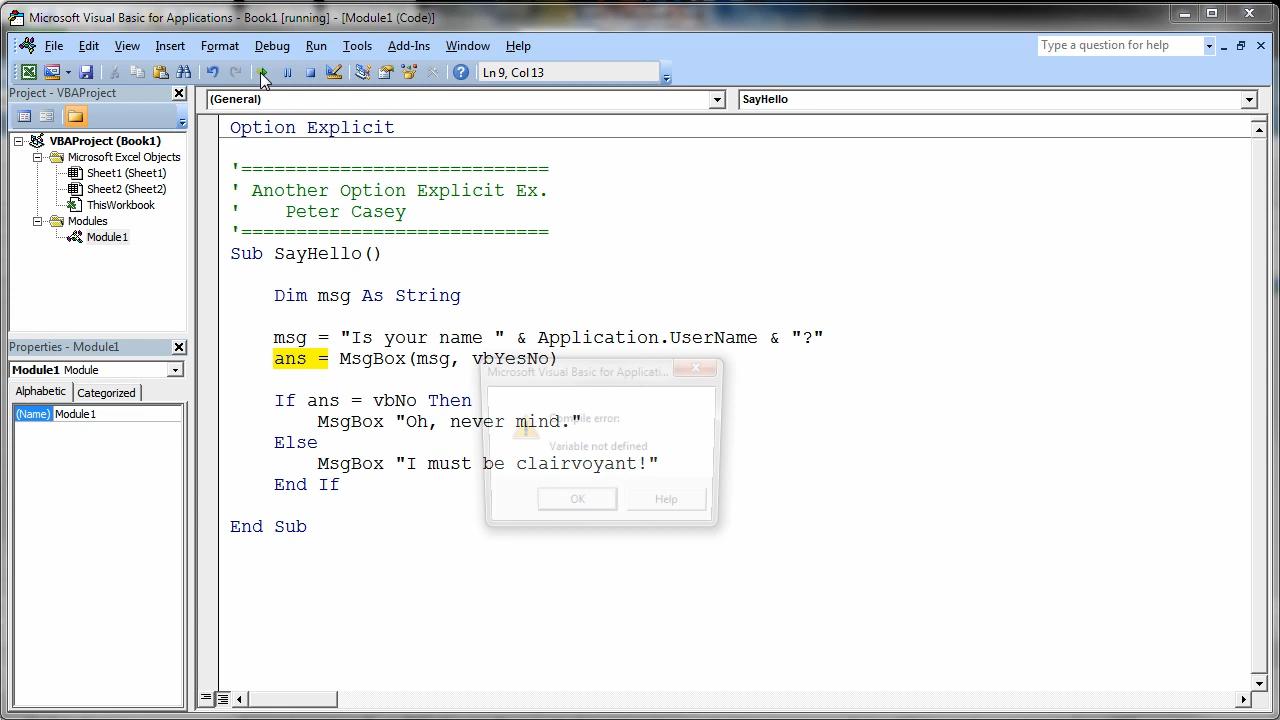 Microsoft Visual Basic for Applications - Book1 [running] - [Module1 (Code)]
File Edit View Insert Format Debug Run Tools Add-Ins Window Help
Type a question for help
Ln 9, Col 13
Project - VBAProject
(General)
SayHello
VBAProject (Book1)
Microsoft Excel Objects
Sheet1 (Sheet1)
Sheet2 (Sheet2)
ThisWorkbook
Modules
Module1
Properties - Module1
Module1 Module
Alphabetic Categorized
(Name) Module1
Option Explicit
'============================
' Another Option Explicit Ex.
'    Peter Casey
'============================
Sub SayHello()
    Dim msg As String
    msg = "Is your name " & Application.UserName & "?"
    ans = MsgBox(msg, vbYesNo)
    If ans = vbNo Then
        MsgBox "Oh, never mind."
    Else
        MsgBox "I must be clairvoyant!"
    End If
End Sub
Microsoft Visual Basic for Applicati...
Compile error:
Variable not defined
OK
Help